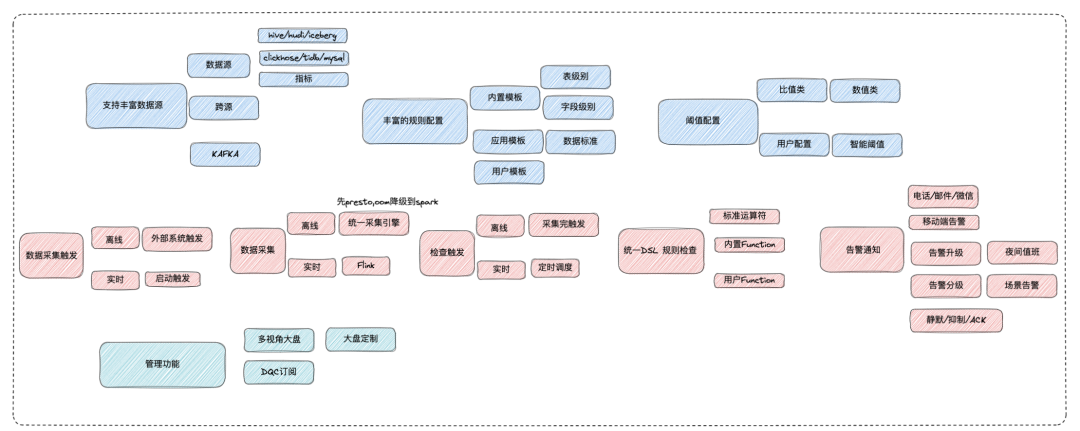 支持丰富数据源
数据源
hive/hudi/iceberg
clickhose/tidb/mysql
指标
跨源
KAFKA
丰富的规则配置
内置模板
表级别
字段级别
应用模板
数据标准
用户模板
阈值配置
比值类
数值类
用户配置
智能阈值
数据采集触发
离线
外部系统触发
实时
启动触发
先presto,oom降级到spark
数据采集
离线
统一采集引擎
实时
Flink
检查触发
离线
采集完触发
实时
定时调度
统一DSL 规则检查
标准运算符
内置Function
用户Function
告警通知
电话/邮件/微信
移动端告警
告警升级
夜间值班
告警分级
场景告警
静默/抑制/ACK
管理功能
多视角大盘
大盘定制
DQC订阅